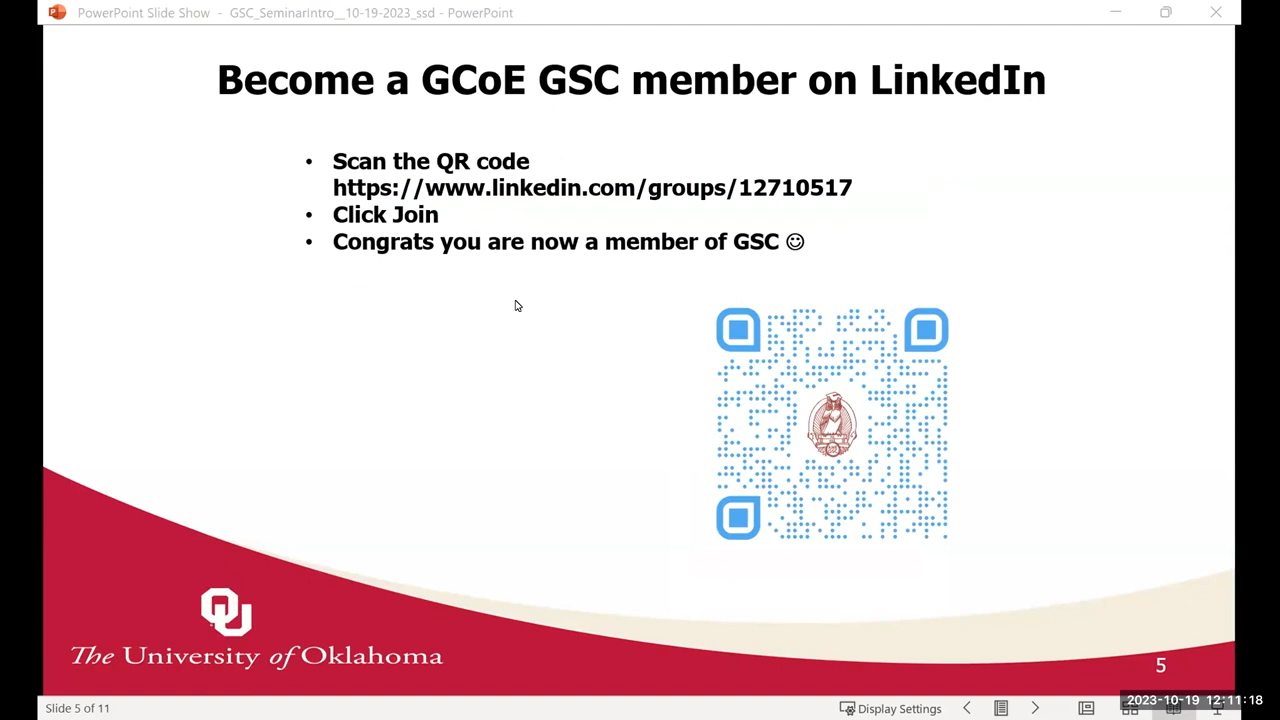 PowerPoint Slide Show - GSC_SeminarIntro__10-19-2023_ssd - PowerPoint
Become a GCoE GSC member on LinkedIn
• Scan the QR code
https://www.linkedin.com/groups/12710517
• Click Join
• Congrats you are now a member of GSC ☺
OU
The University of Oklahoma
5
Slide 5 of 11
Display Settings
2023-10-19 12:11:18